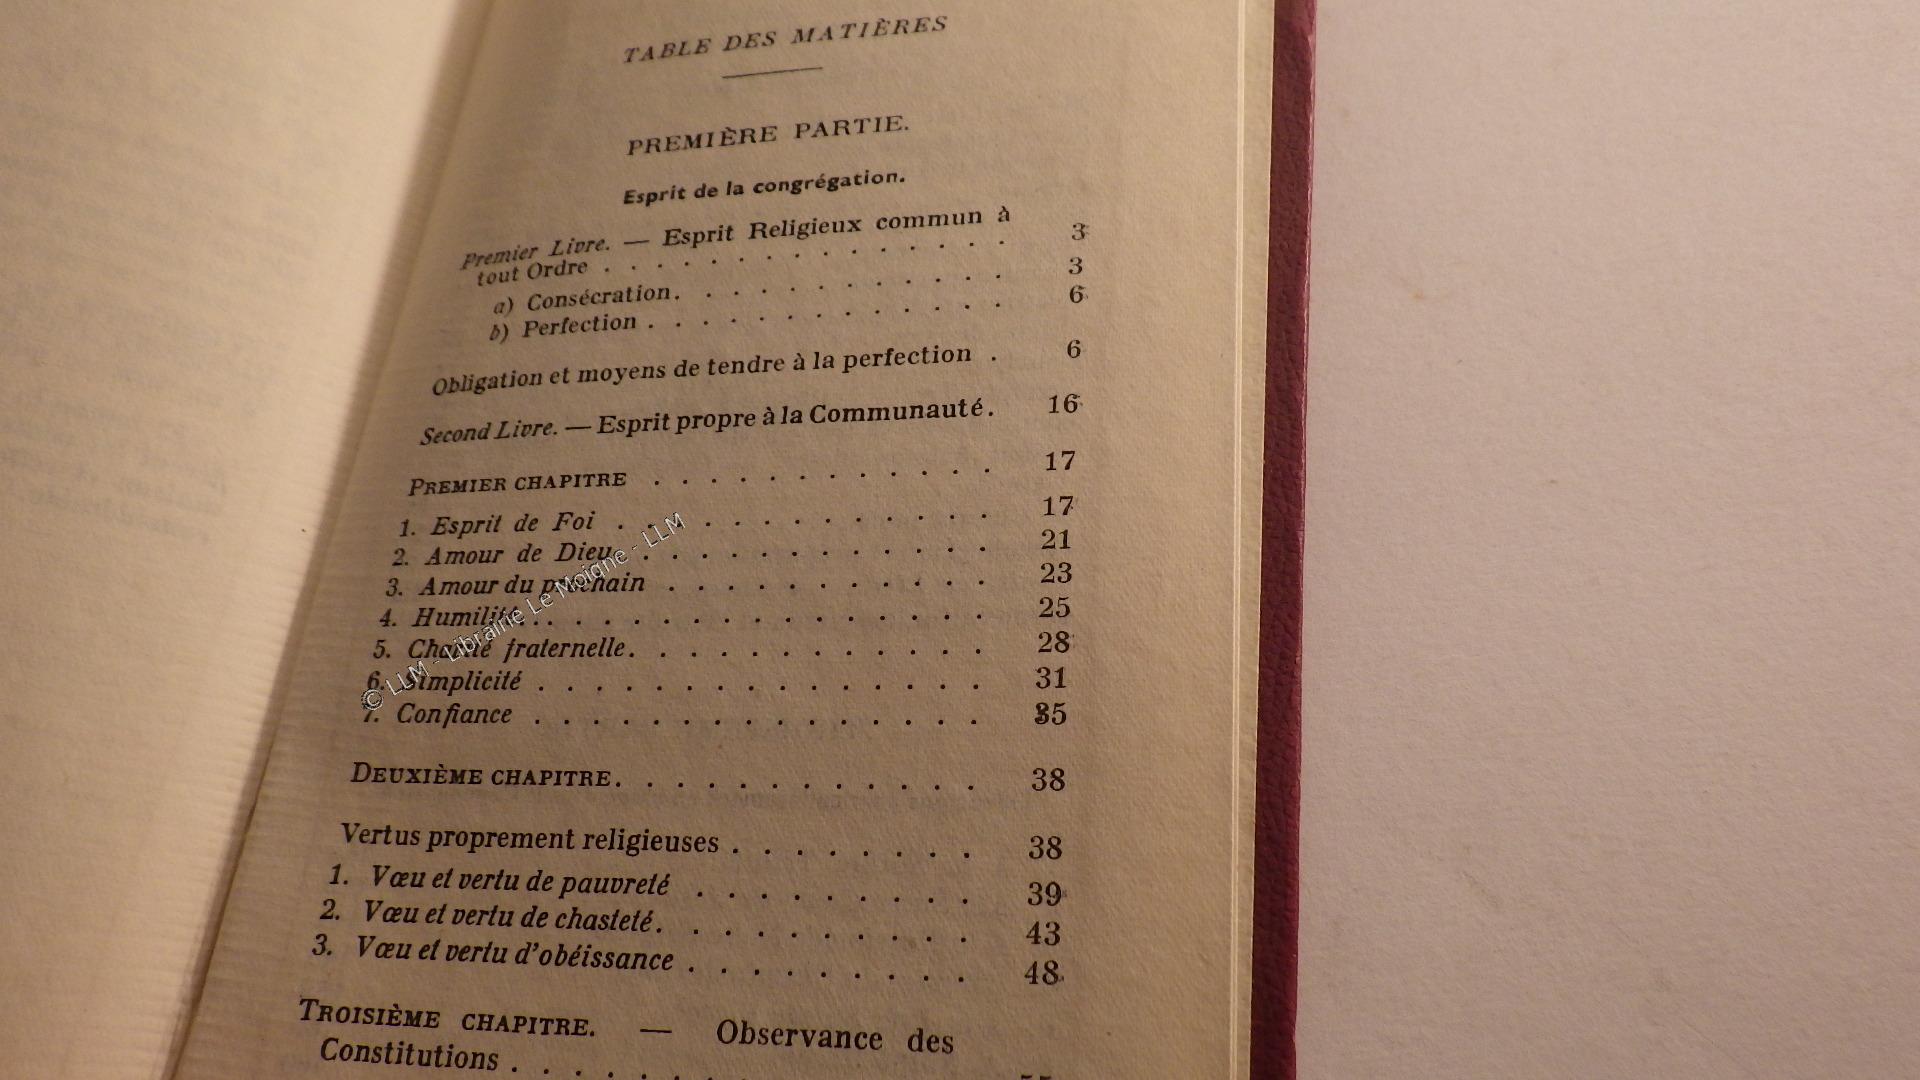 TABLE DES MATIÈRES
PREMIÈRE PARTIE.
Esprit de la congrégation.
Premier Livre. — Esprit Religieux commun à
tout Ordre . . . . . . . . . . . . . . 3
a) Consécration. . . . . . . . . . . . 3
b) Perfection . . . . . . . . . . . . . 6
Obligation et moyens de tendre à la perfection . 6
Second Livre. — Esprit propre à la Communauté. 16
PREMIER CHAPITRE . . . . . . . . . . . . 17
1. Esprit de Foi . . . . . . . . . . . . . 17
2. Amour de Dieu . . . . . . . . . . . . . 21
3. Amour du prochain . . . . . . . . . . . . 23
4. Humilité . . . . . . . . . . . . . . . . 25
5. Charité fraternelle. . . . . . . . . . . . . 28
6. Simplicité . . . . . . . . . . . . . . . . 31
7. Confiance . . . . . . . . . . . . . . . . 35
DEUXIÈME CHAPITRE. . . . . . . . . . . . . 38
Vertus proprement religieuses . . . . . . . . . 38
1. Vœu et vertu de pauvreté . . . . . . . . . . 39
2. Vœu et vertu de chasteté. . . . . . . . . . . 43
3. Vœu et vertu d'obéissance . . . . . . . . . . 48
TROISIÈME CHAPITRE. — Observance des
Constitutions . . . . . . . .
© LLM - Librairie Le Moigne - LLM